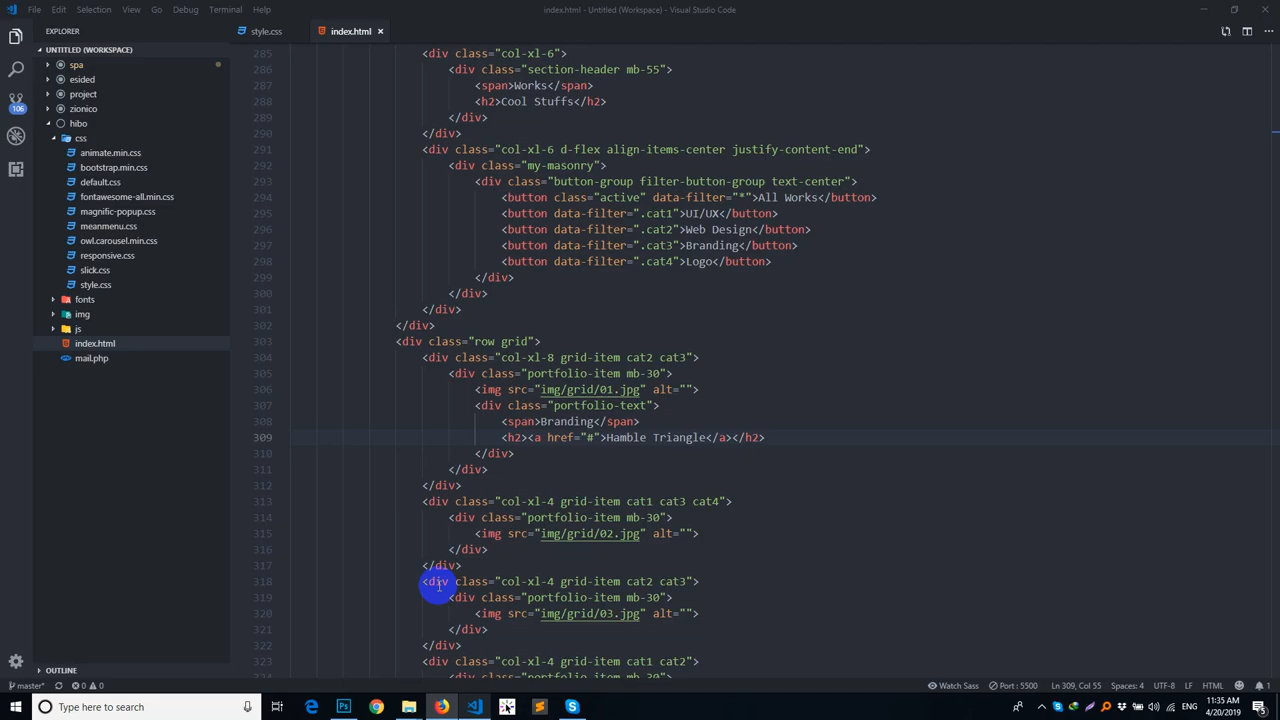 File Edit Selection View Go Debug Terminal Help
index.html - Untitled (Workspace) - Visual Studio Code
EXPLORER
style.css
index.html
UNTITLED (WORKSPACE)
spa
esided
project
zionico
hibo
css
animate.min.css
bootstrap.min.css
default.css
fontawesome-all.min.css
magnific-popup.css
meanmenu.css
owl.carousel.min.css
responsive.css
slick.css
style.css
fonts
img
js
index.html
mail.php
OUTLINE
106
285 <div class="col-xl-6">
286 <div class="section-header mb-55">
287 <span>Works</span>
288 <h2>Cool Stuffs</h2>
289 </div>
290 </div>
291 <div class="col-xl-6 d-flex align-items-center justify-content-end">
292 <div class="my-masonry">
293 <div class="button-group filter-button-group text-center">
294 <button class="active" data-filter="*">All Works</button>
295 <button data-filter=".cat1">UI/UX</button>
296 <button data-filter=".cat2">Web Design</button>
297 <button data-filter=".cat3">Branding</button>
298 <button data-filter=".cat4">Logo</button>
299 </div>
300 </div>
301 </div>
302 </div>
303 <div class="row grid">
304 <div class="col-xl-8 grid-item cat2 cat3">
305 <div class="portfolio-item mb-30">
306 <img src="img/grid/01.jpg" alt="">
307 <div class="portfolio-text">
308 <span>Branding</span>
309 <h2><a href="#">Hamble Triangle</a></h2>
310 </div>
311 </div>
312 </div>
313 <div class="col-xl-4 grid-item cat1 cat3 cat4">
314 <div class="portfolio-item mb-30">
315 <img src="img/grid/02.jpg" alt="">
316 </div>
317 </div>
318 <div class="col-xl-4 grid-item cat2 cat3">
319 <div class="portfolio-item mb-30">
320 <img src="img/grid/03.jpg" alt="">
321 </div>
322 </div>
323 <div class="col-xl-4 grid-item cat1 cat2">
<div class="portfolio-item mb-30">
master* 0 0
Watch Sass Port : 5500 Ln 309, Col 55 Spaces: 4 UTF-8 LF HTML 1
Type here to search
11:35 AM
4/20/2019